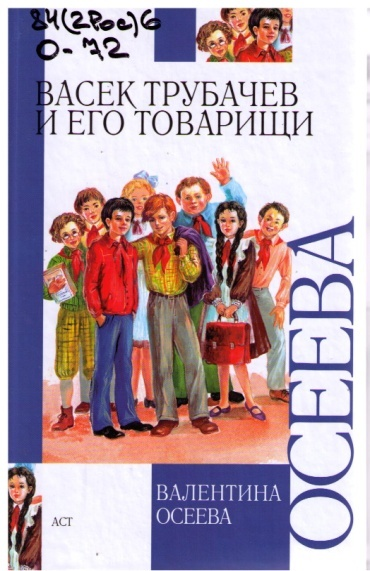 84(2Рос)6
О-72
ВАСЕК ТРУБАЧЕВ
И ЕГО ТОВАРИЩИ
ОСЕЕВА
ВАЛЕНТИНА
ОСЕЕВА
АСТ